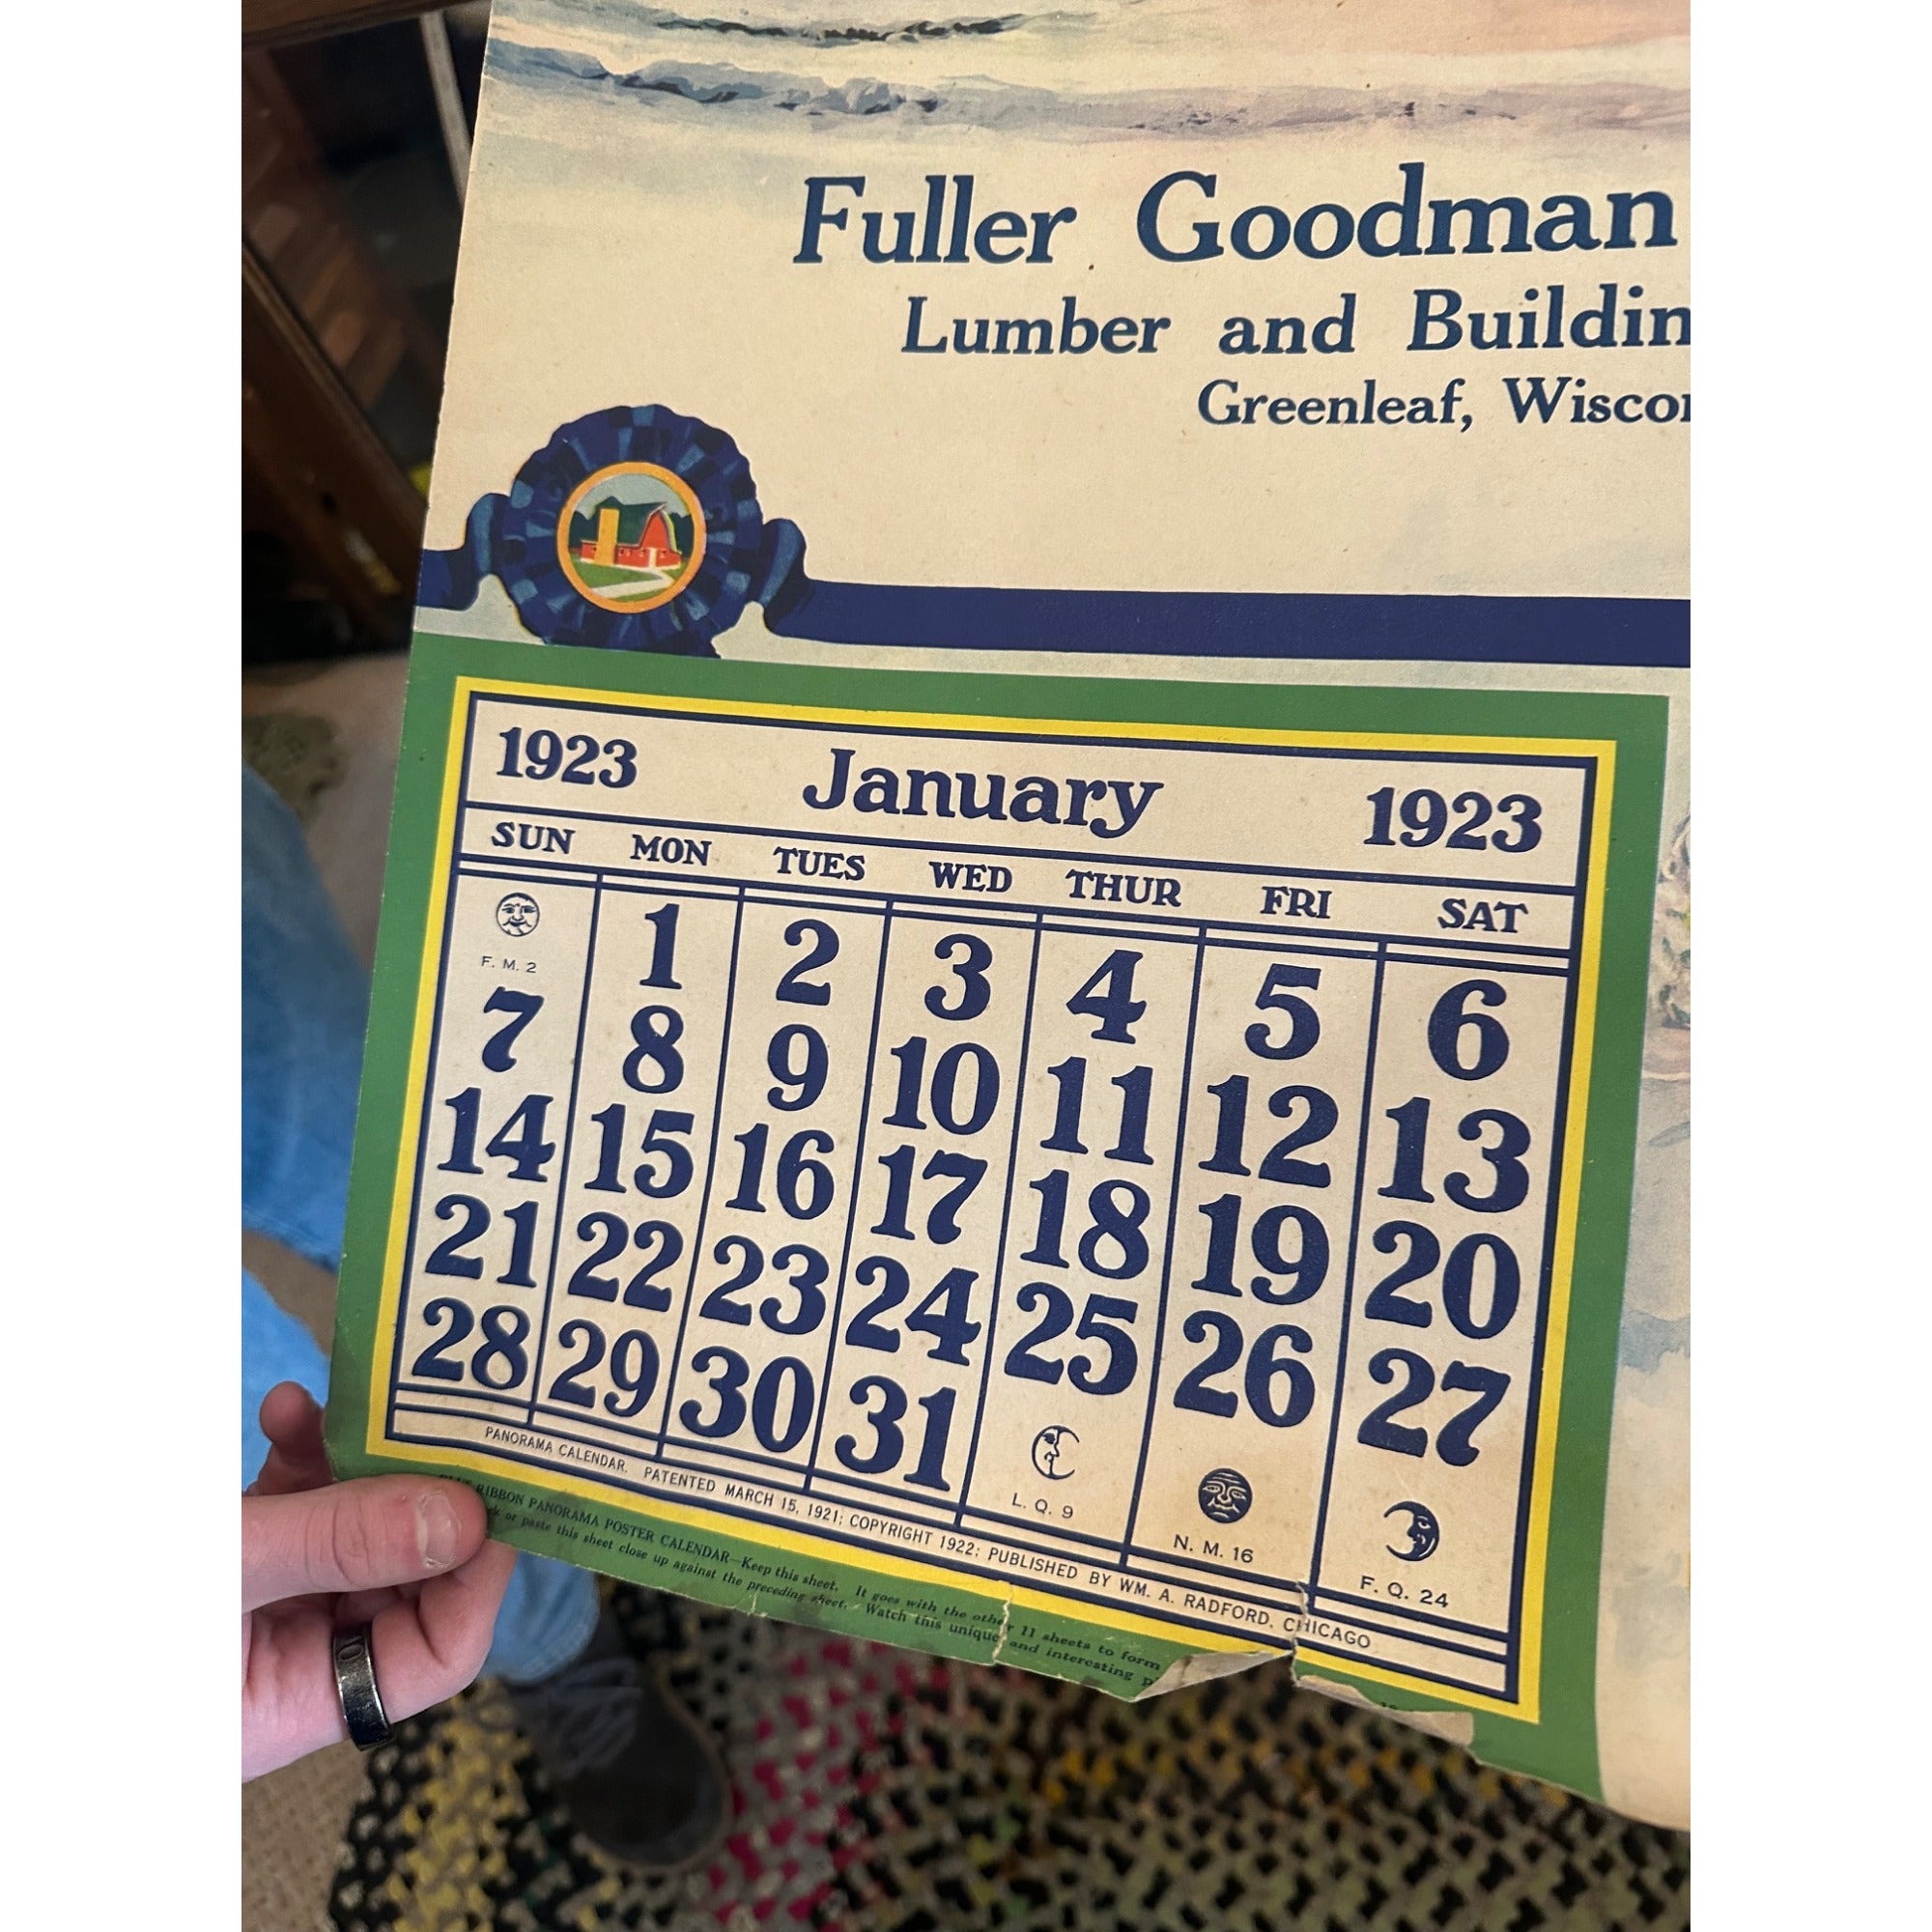 Fuller Goodman
Lumber and Buildin
Greenleaf, Wiscon
1923 January 1923
SUN MON TUES WED THUR FRI SAT
F. M. 2 1 2 3 4 5 6
7 8 9 10 11 12 13
14 15 16 17 18 19 20
21 22 23 24 25 26 27
28 29 30 31 L. Q. 9 N. M. 16 F. Q. 24
PANORAMA CALENDAR. PATENTED MARCH 15, 1921; COPYRIGHT 1922; PUBLISHED BY WM. A. RADFORD, CHICAGO
RIBBON PANORAMA POSTER CALENDAR—Keep this sheet. It goes with the other 11 sheets to form
or paste this sheet close up against the preceding sheet. Watch this unique and interesting